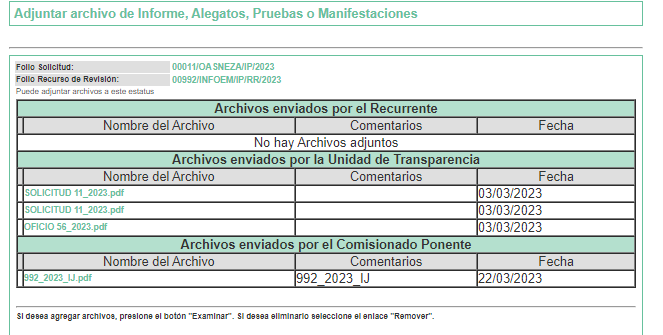 Adjuntar archivo de Informe, Alegatos, Pruebas o Manifestaciones
Folio Solicitud: 00011/OASNEZA/IP/2023
Folio Recurso de Revisión: 00992/INFOEM/IP/RR/2023
Puede adjuntar archivos a este estatus
Archivos enviados por el Recurrente
Nombre del Archivo Comentarios Fecha
No hay Archivos adjuntos
Archivos enviados por la Unidad de Transparencia
Nombre del Archivo Comentarios Fecha
SOLICITUD 11_2023.pdf 03/03/2023
SOLICITUD 11_2023.pdf 03/03/2023
OFICIO 56_2023.pdf 03/03/2023
Archivos enviados por el Comisionado Ponente
Nombre del Archivo Comentarios Fecha
992_2023_IJ.pdf 992_2023_IJ 22/03/2023
Si desea agregar archivos, presione el botón "Examinar". Si desea eliminarlo seleccione el enlace "Remover".